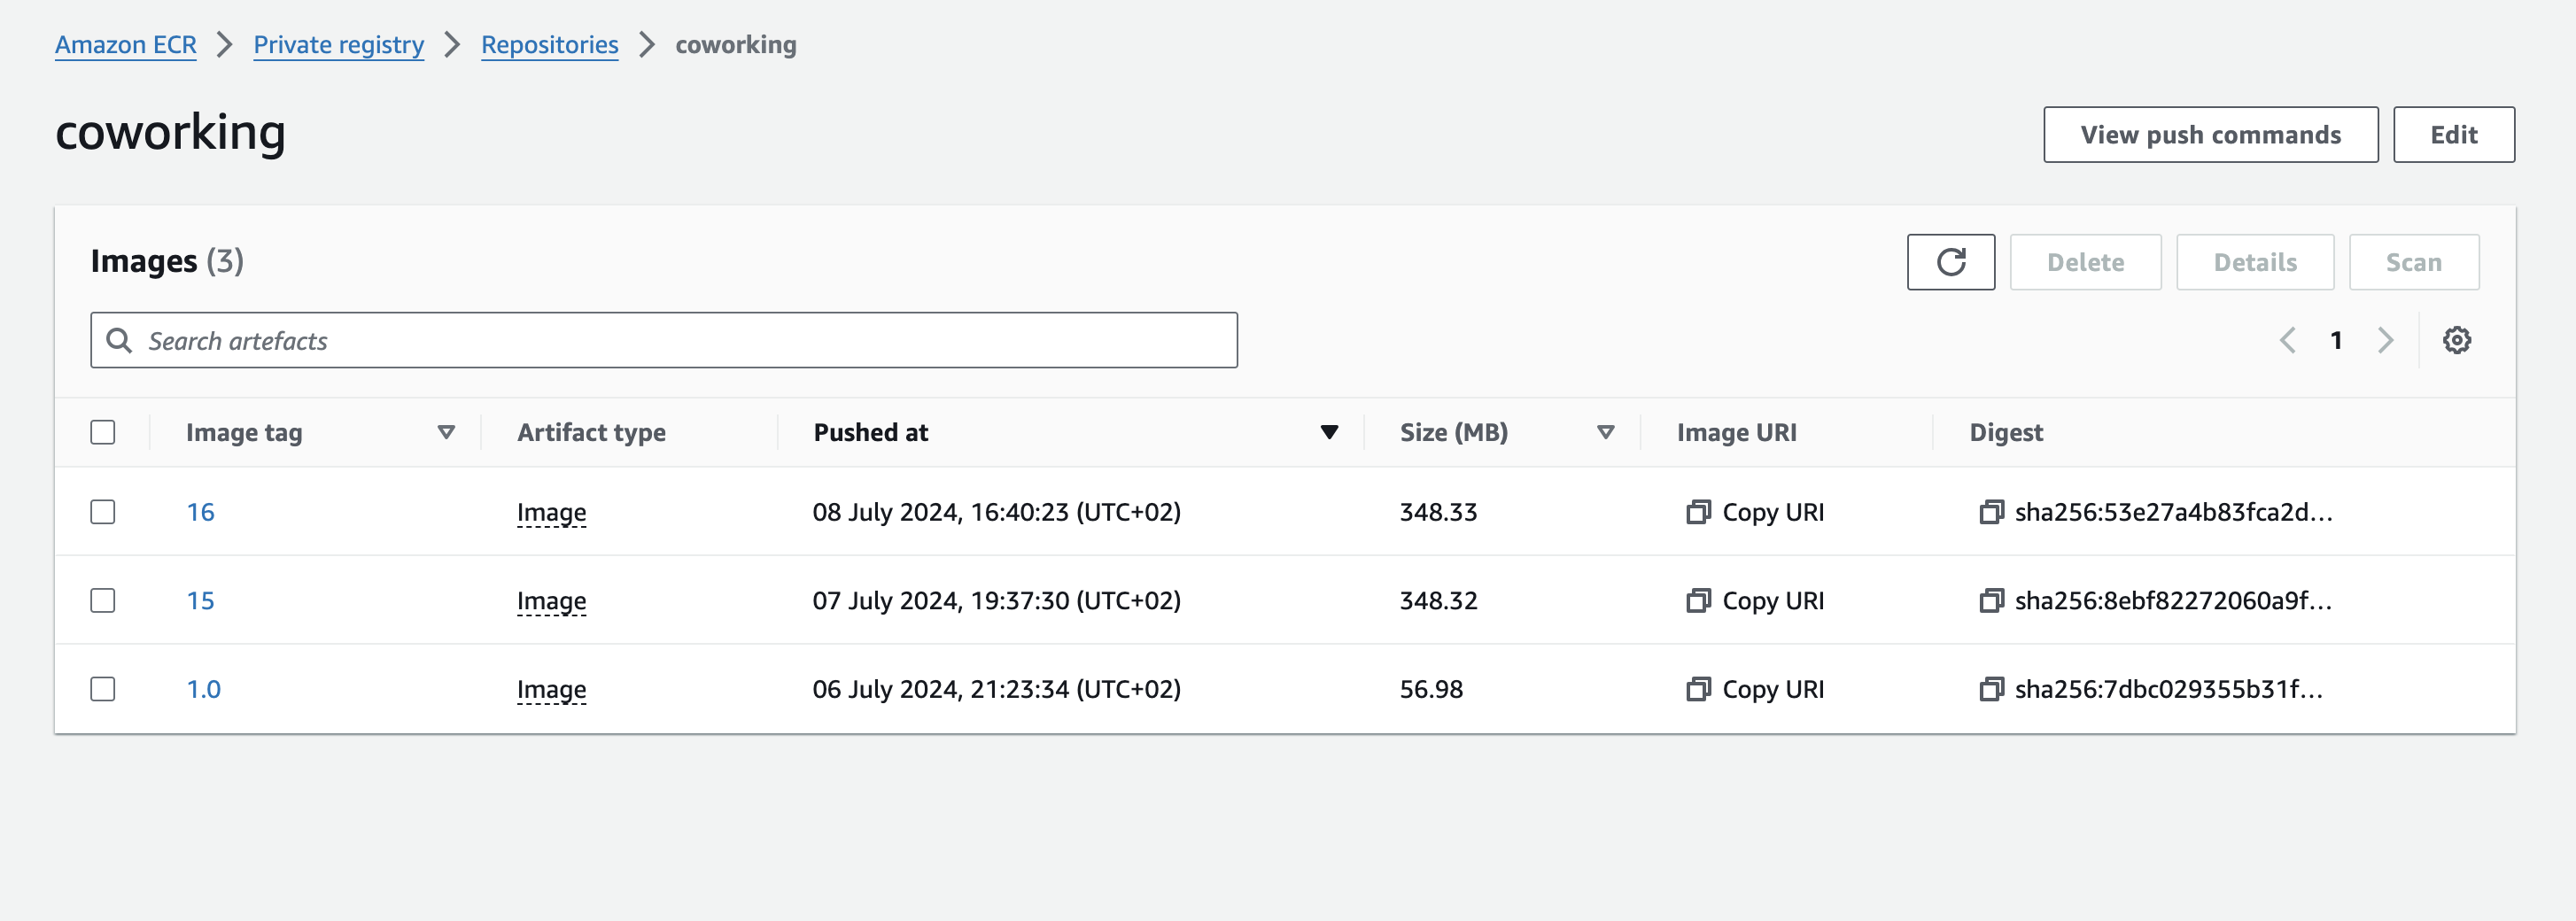 Amazon ECR > Private registry > Repositories > coworking
coworking
View push commands Edit
Images (3)
Delete Details Scan
Search artefacts
1
Image tag Artifact type Pushed at Size (MB) Image URI Digest
16 Image 08 July 2024, 16:40:23 (UTC+02) 348.33 Copy URI sha256:53e27a4b83fca2d...
15 Image 07 July 2024, 19:37:30 (UTC+02) 348.32 Copy URI sha256:8ebf82272060a9f...
1.0 Image 06 July 2024, 21:23:34 (UTC+02) 56.98 Copy URI sha256:7dbc029355b31f...